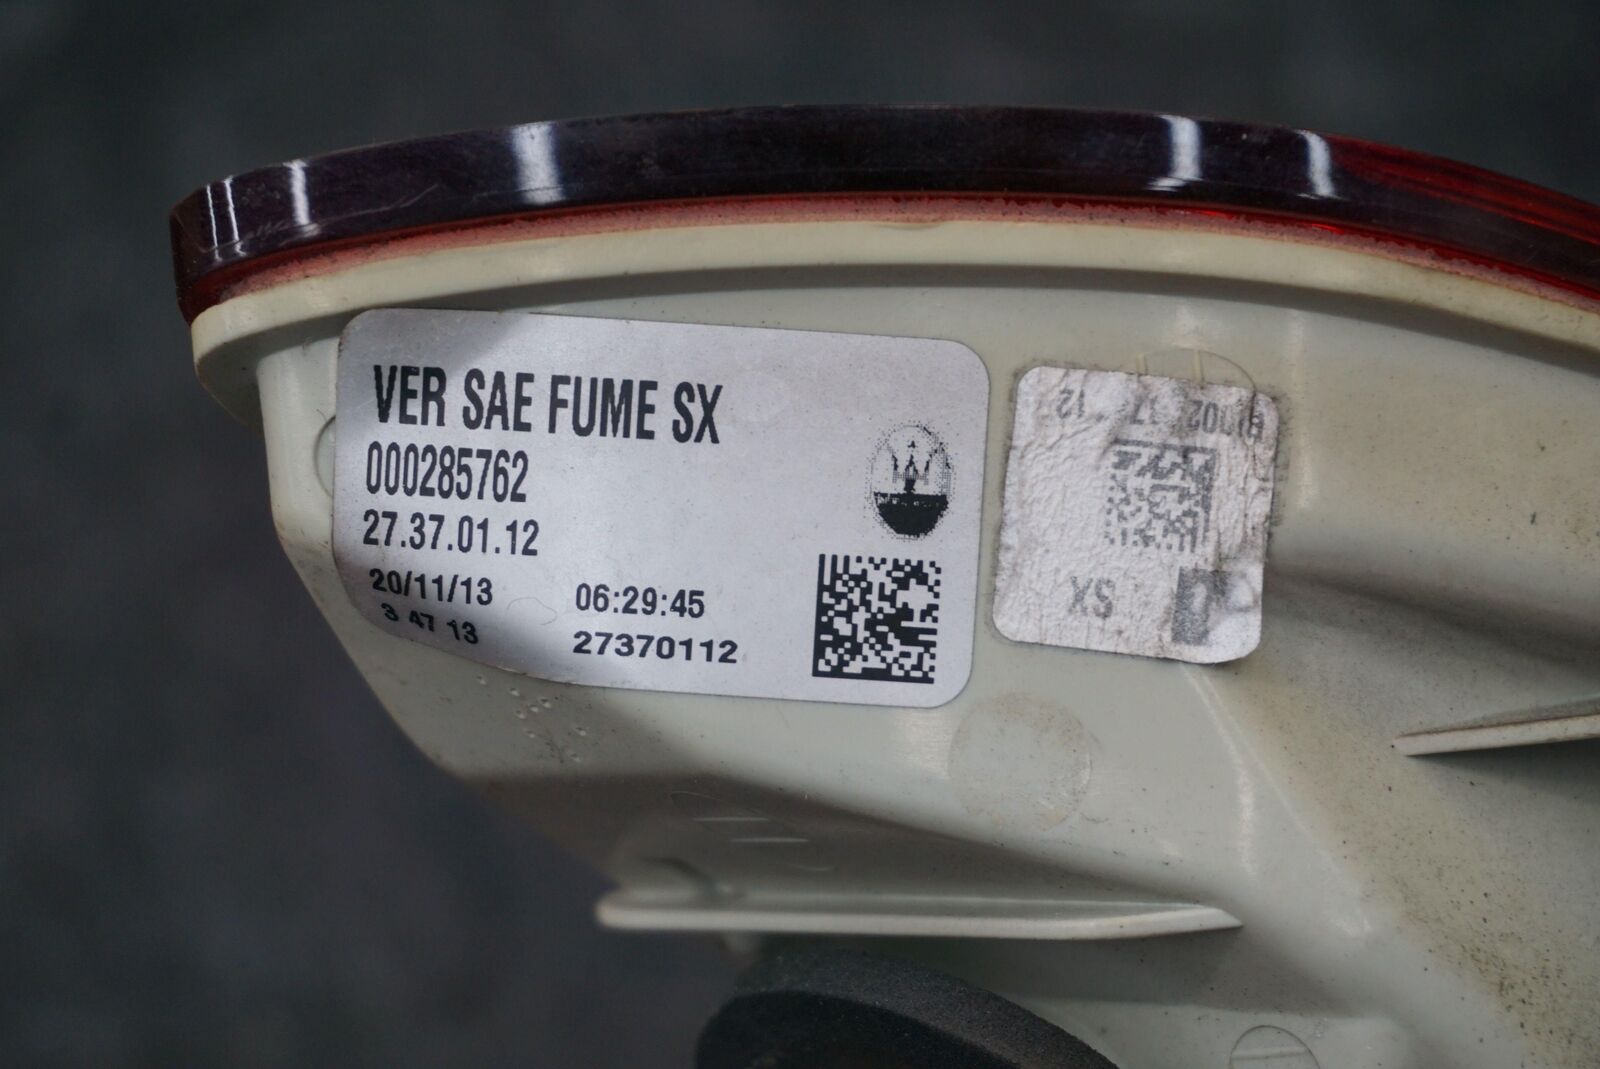 VER SAE FUME SX
000285762
27.37.01.12
20/11/13 06:29:45
3 47 13 27370112
SX